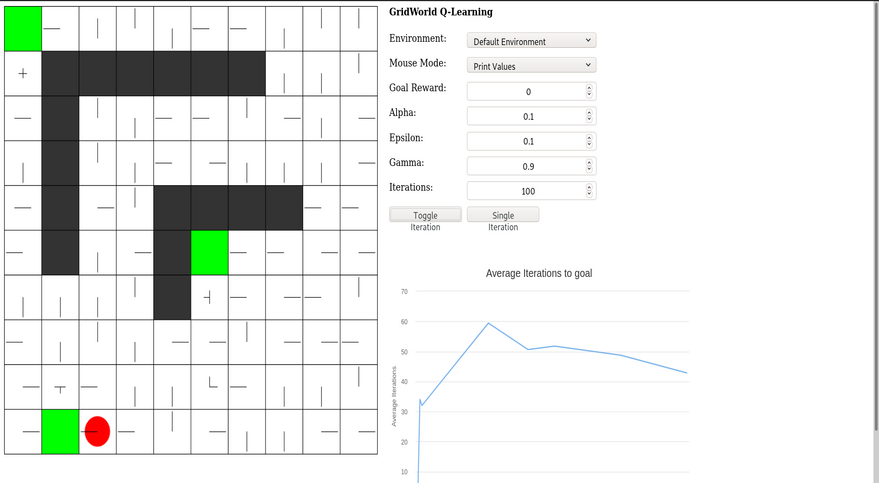 GridWorld Q-Learning
Environment: Default Environment
Mouse Mode: Print Values
Goal Reward: 0
Alpha: 0.1
Epsilon: 0.1
Gamma: 0.9
Iterations: 100
Toggle Single
Iteration Iteration
Average Iterations to goal
70
60
50
40
30
20
10
Average Iterations